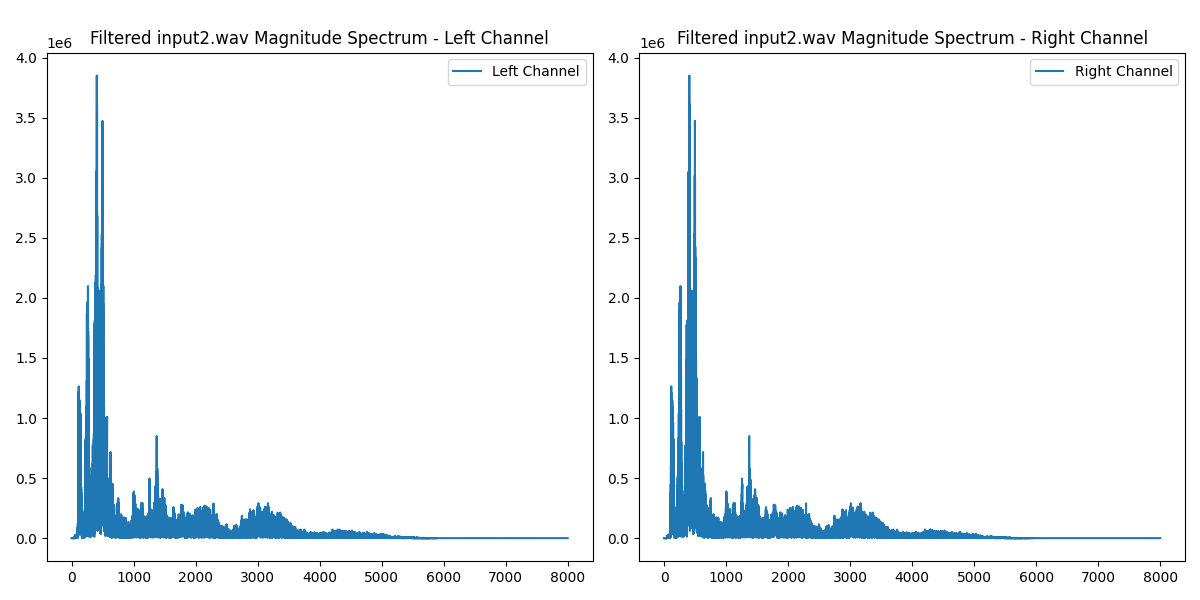 Filtered input2.wav Magnitude Spectrum - Left Channel
1e6
Left Channel
4.0
3.5
3.0
2.5
2.0
1.5
1.0
0.5
0.0
0 1000 2000 3000 4000 5000 6000 7000 8000
Filtered input2.wav Magnitude Spectrum - Right Channel
1e6
Right Channel
4.0
3.5
3.0
2.5
2.0
1.5
1.0
0.5
0.0
0 1000 2000 3000 4000 5000 6000 7000 8000